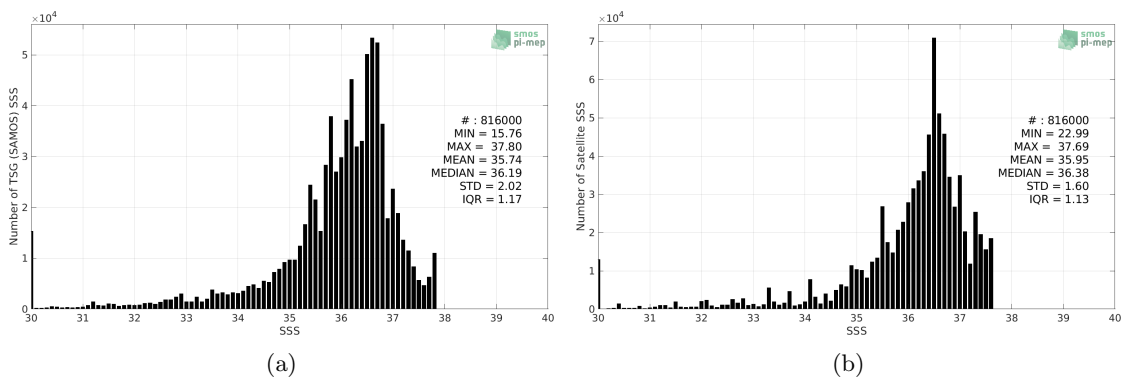 ×10⁴
smos
pi-mep
5
4
3
2
1
0
Number of TSG (SAMOS) SSS
# : 816000
MIN = 15.76
MAX = 37.80
MEAN = 35.74
MEDIAN = 36.19
STD = 2.02
IQR = 1.17
30 31 32 33 34 35 36 37 38 39 40
SSS
(a)
×10⁴
smos
pi-mep
7
6
5
4
3
2
1
0
Number of Satellite SSS
# : 816000
MIN = 22.99
MAX = 37.69
MEAN = 35.95
MEDIAN = 36.38
STD = 1.60
IQR = 1.13
30 31 32 33 34 35 36 37 38 39 40
SSS
(b)